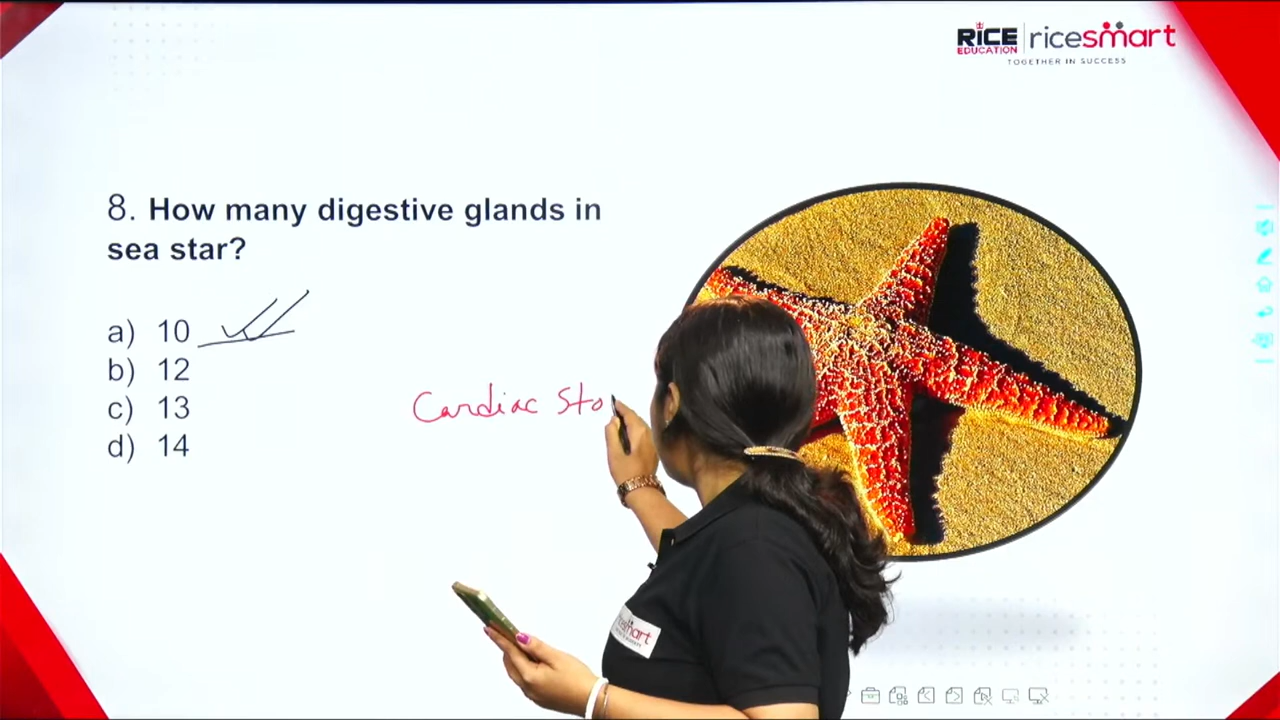 RICE
EDUCATION
ricesmart
TOGETHER IN SUCCESS
8. How many digestive glands in
sea star?
a) 10
b) 12
c) 13
d) 14
Cardiac Sto